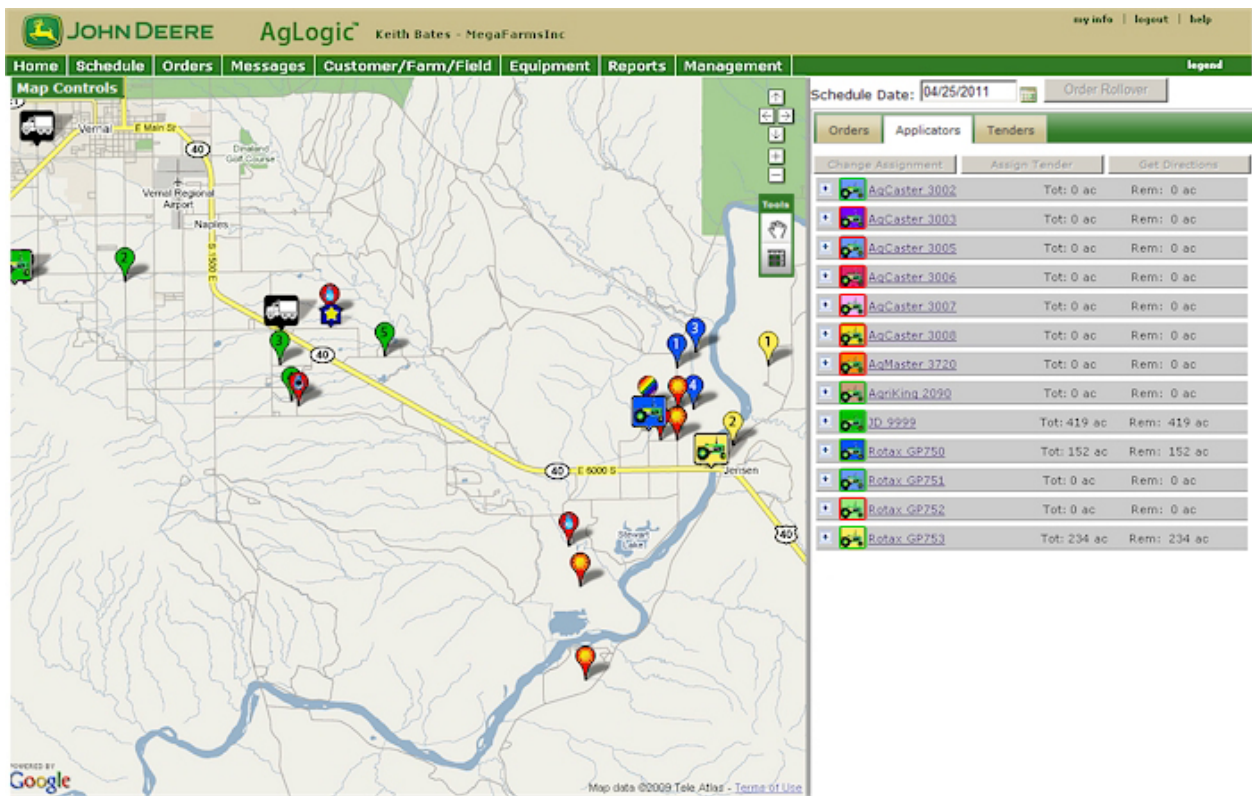 my info | logout | help
JOHN DEERE AgLogic™ Keith Bates - MegaFarmsInc
Home Schedule Orders Messages Customer/Farm/Field Equipment Reports Management legend
Map Controls
Schedule Date: 04/25/2011 Order Rollover
Orders Applicators Tenders
Change Assignment Assign Tender Get Directions
+ AgCaster 3002 Tot: 0 ac Rem: 0 ac
+ AgCaster 3003 Tot: 0 ac Rem: 0 ac
+ AgCaster 3005 Tot: 0 ac Rem: 0 ac
+ AgCaster 3006 Tot: 0 ac Rem: 0 ac
+ AgCaster 3007 Tot: 0 ac Rem: 0 ac
+ AgCaster 3008 Tot: 0 ac Rem: 0 ac
+ AgMaster 3720 Tot: 0 ac Rem: 0 ac
+ AgriKing 2090 Tot: 0 ac Rem: 0 ac
+ JD 9999 Tot: 419 ac Rem: 419 ac
+ Rotax GP750 Tot: 152 ac Rem: 152 ac
+ Rotax GP751 Tot: 0 ac Rem: 0 ac
+ Rotax GP752 Tot: 0 ac Rem: 0 ac
+ Rotax GP753 Tot: 234 ac Rem: 234 ac
Vernal E Main St
40 Dinaland
Golf Course
Vernal Regional
Airport
Tools
Naples
S 1500 E
2
3
5
40
1
3
4
1
2
40 E 6000 S Jensen
Stewart
Lake
40
POWERED BY
Google
Map data ©2009 Tele Atlas - Terms of Use